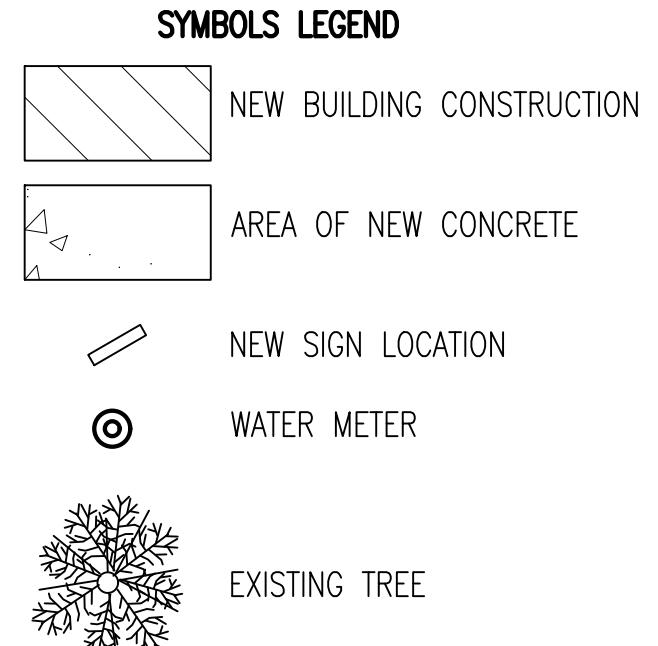 SYMBOLS LEGEND
NEW BUILDING CONSTRUCTION
AREA OF NEW CONCRETE
NEW SIGN LOCATION
WATER METER
EXISTING TREE